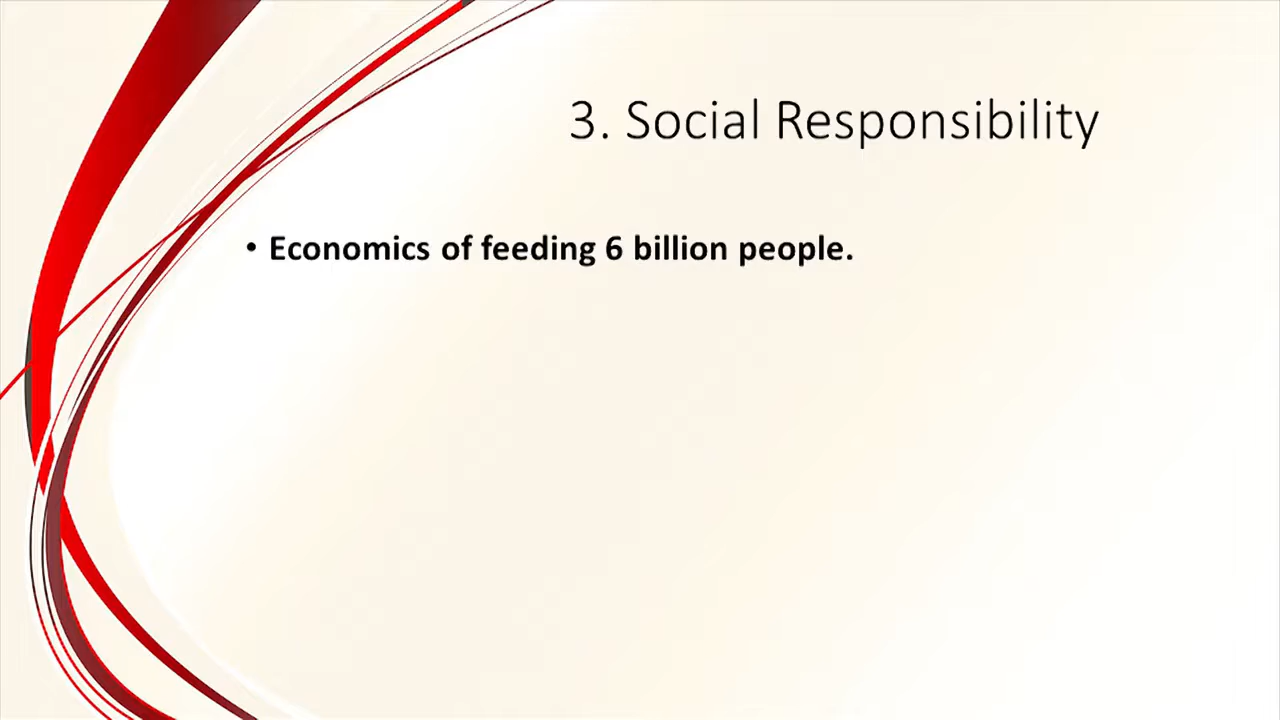 3. Social Responsibility
• Economics of feeding 6 billion people.